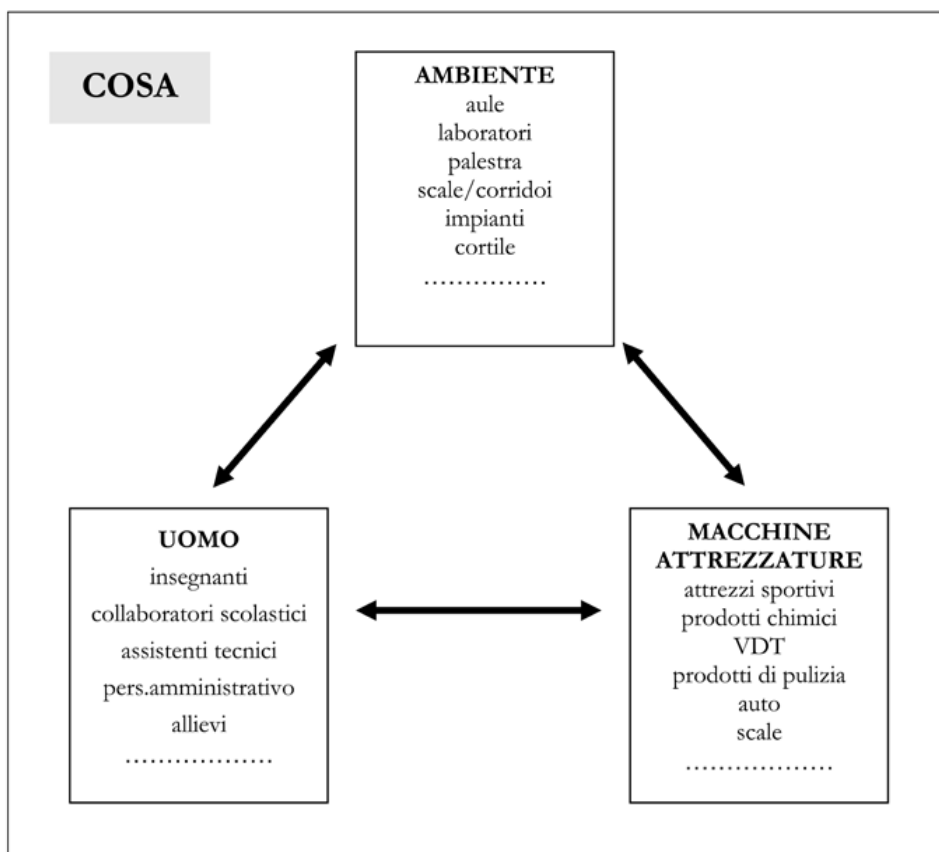 COSA
AMBIENTE
aule
laboratori
palestra
scale/corridoi
impianti
cortile
……………
UOMO
insegnanti
collaboratori scolastici
assistenti tecnici
pers.amministrativo
allievi
………………
MACCHINE
ATTREZZATURE
attrezzi sportivi
prodotti chimici
VDT
prodotti di pulizia
auto
scale
………………